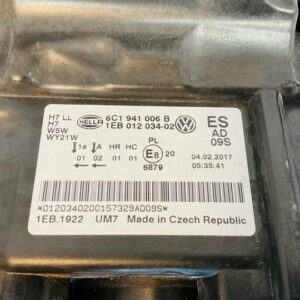 H7 LL
H7
W5W
WY21W
HELLA
6C1 941 006 B
1EB 012 034-02
ES
AD
09S
1a A HR HC PL
01 02 01 01 E8 20
6879
04.02.2017
05:35:41
*0120340200157329AD09S*
1EB.1922 UM7 Made in Czech Republic